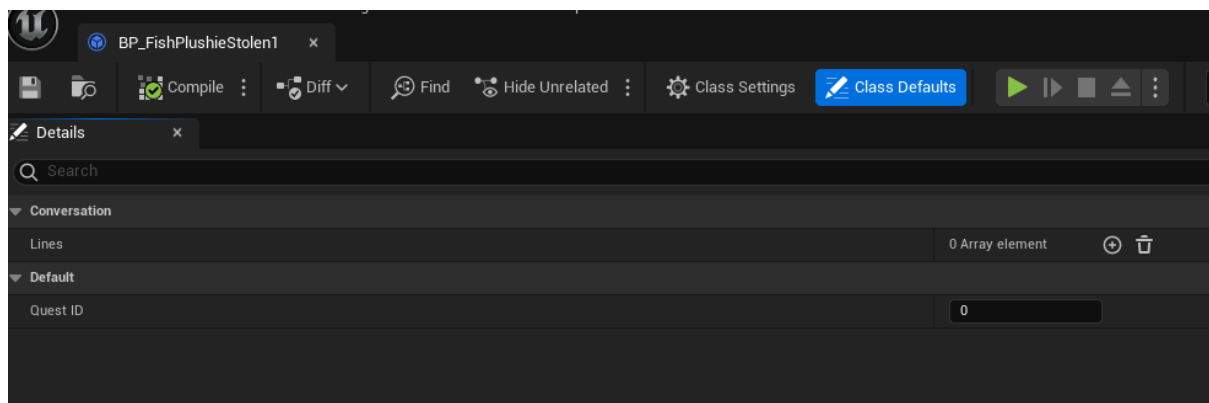 BP_FishPlushieStolen1
Compile Diff Find Hide Unrelated Class Settings Class Defaults
Details
Search
Conversation
Lines 0 Array element
Default
Quest ID 0